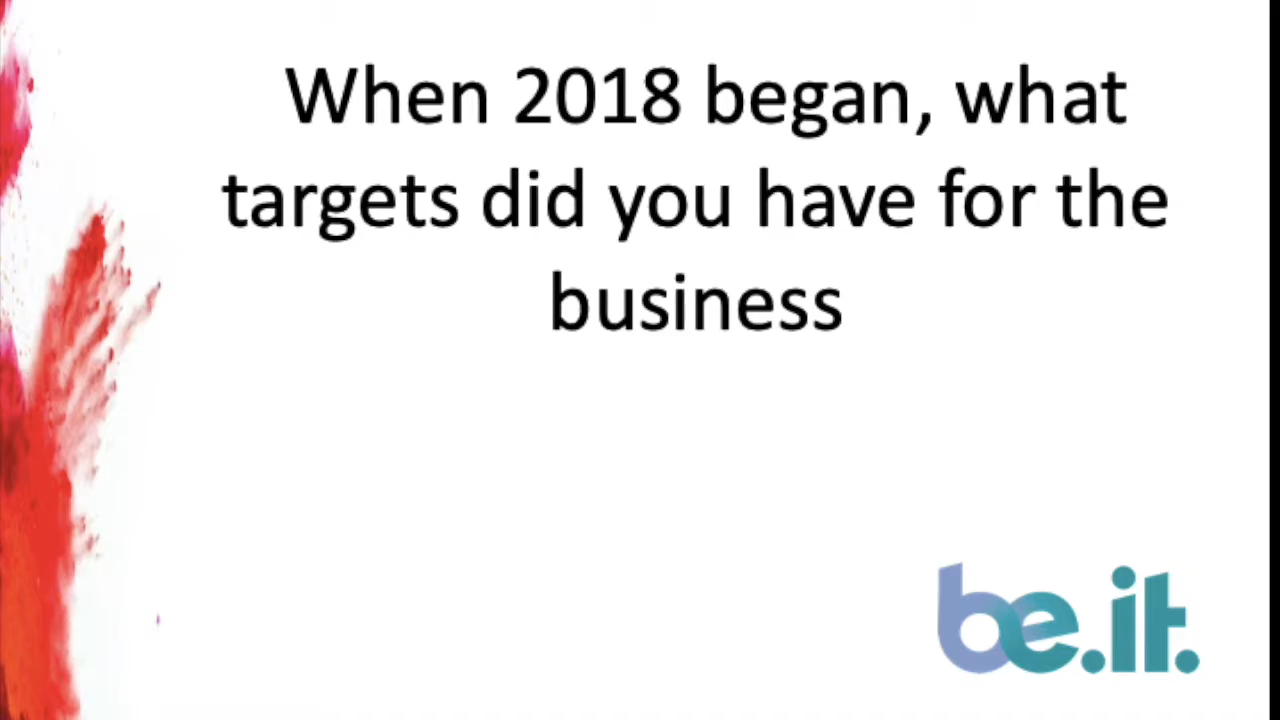 When 2018 began, what
targets did you have for the
business
be.it.